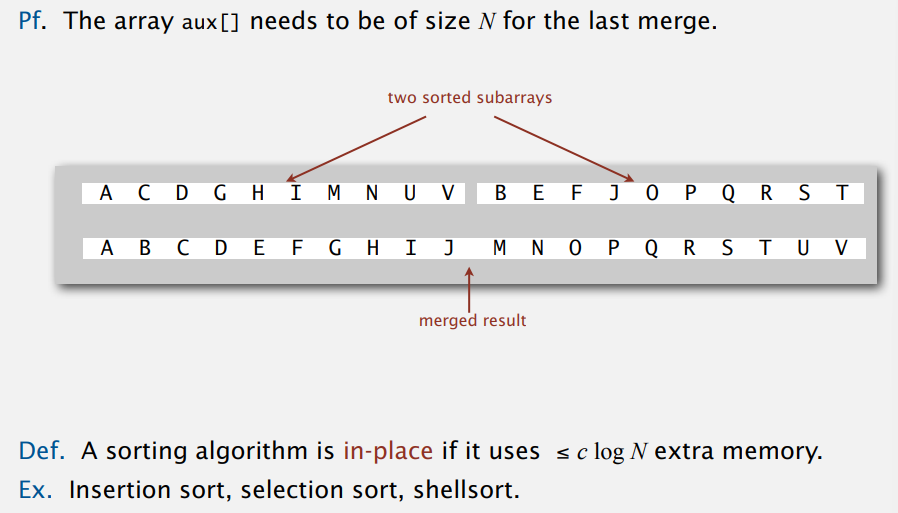 Pf. The array aux[] needs to be of size N for the last merge.
two sorted subarrays
A C D G H I M N U V B E F J O P Q R S T
A B C D E F G H I J M N O P Q R S T U V
merged result
Def. A sorting algorithm is in-place if it uses ≤ c log N extra memory.
Ex. Insertion sort, selection sort, shellsort.